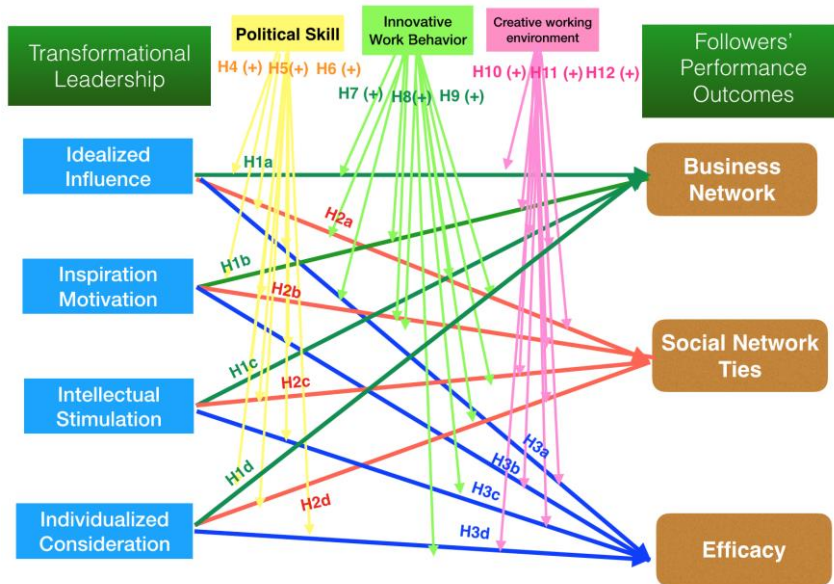 Transformational
Leadership
Political Skill
Innovative
Work Behavior
Creative working
environment
Followers'
Performance
Outcomes
H4 (+) H5(+) H6 (+)
H7 (+) H8(+) H9 (+)
H10 (+) H11 (+) H12 (+)
Idealized
Influence
H1a
H2a
Business
Network
Inspiration
Motivation
H1b
H2b
Social Network
Ties
Intellectual
Stimulation
H1c
H2c
H3a
H3b
H3c
Individualized
Consideration
H1d
H2d
H3d
Efficacy